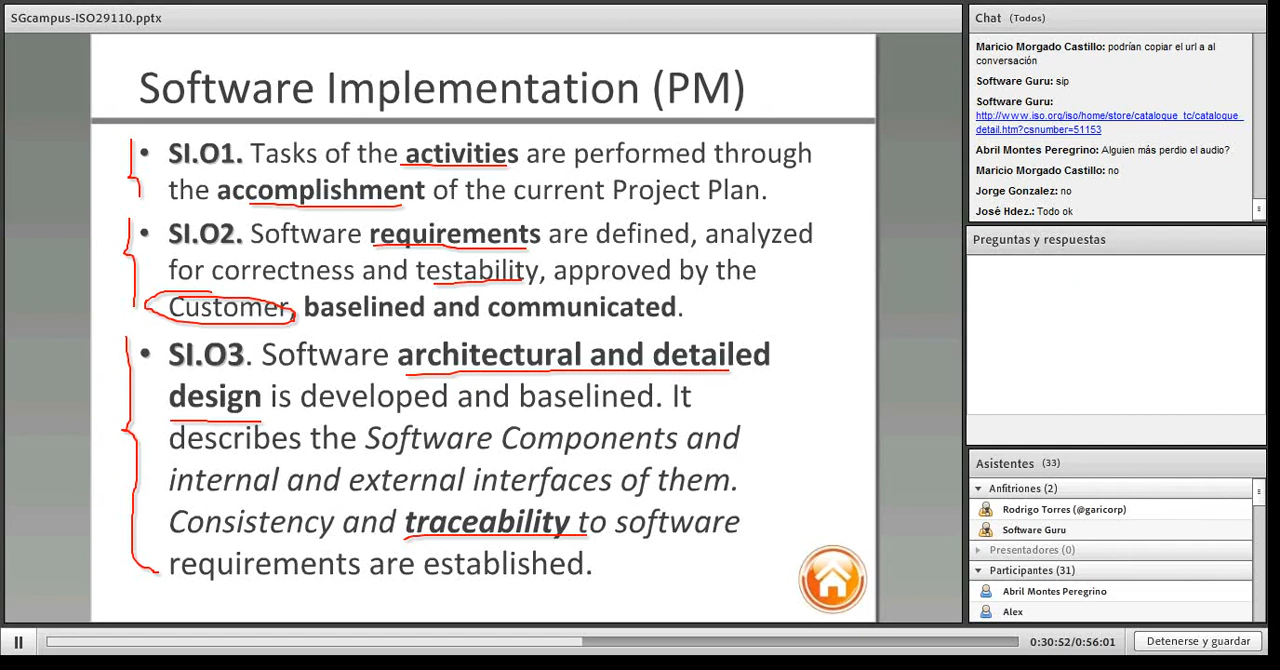 SGcampus-ISO29110.pptx
Software Implementation (PM)
• SI.O1. Tasks of the activities are performed through
the accomplishment of the current Project Plan.
• SI.O2. Software requirements are defined, analyzed
for correctness and testability, approved by the
Customer, baselined and communicated.
• SI.O3. Software architectural and detailed
design is developed and baselined. It
describes the Software Components and
internal and external interfaces of them.
Consistency and traceability to software
requirements are established.
Chat (Todos)
Maricio Morgado Castillo: podrían copiar el url a al
conversación
Software Guru: sip
Software Guru:
http://www.iso.org/iso/home/store/catalogue_tc/catalogue_
detail.htm?csnumber=51153
Abril Montes Peregrino: Alguien más perdio el audio?
Maricio Morgado Castillo: no
Jorge Gonzalez: no
José Hdez.: Todo ok
Preguntas y respuestas
Asistentes (33)
Anfitriones (2)
Rodrigo Torres (@garicorp)
Software Guru
Presentadores (0)
Participantes (31)
Abril Montes Peregrino
Alex
0:30:52/0:56:01
Detenerse y guardar